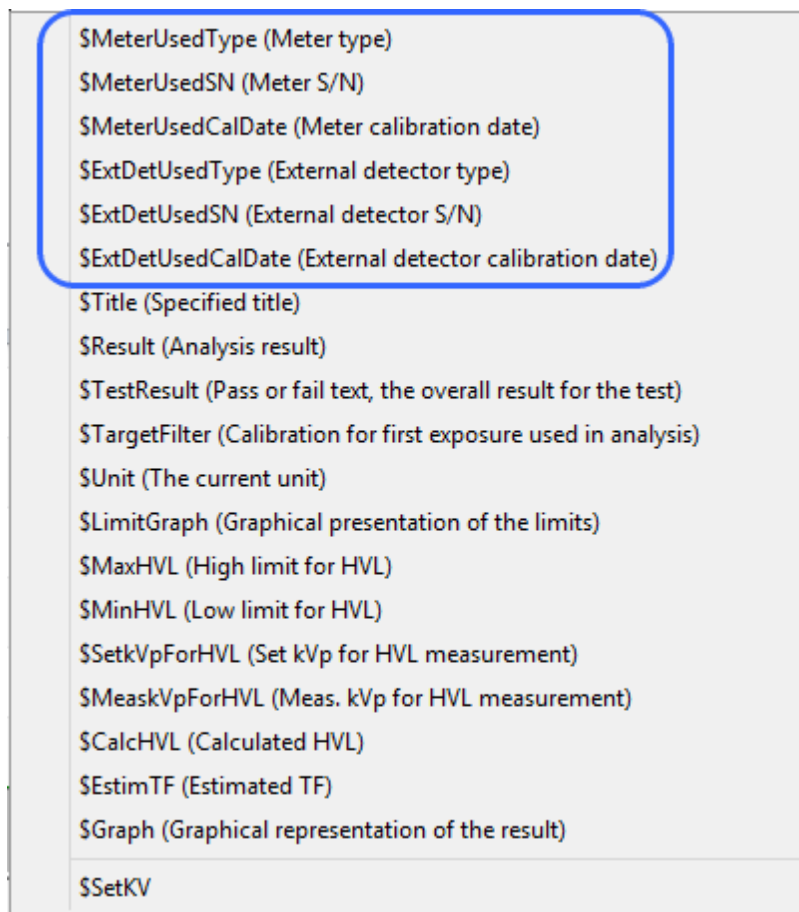 $MeterUsedType (Meter type)
$MeterUsedSN (Meter S/N)
$MeterUsedCalDate (Meter calibration date)
$ExtDetUsedType (External detector type)
$ExtDetUsedSN (External detector S/N)
$ExtDetUsedCalDate (External detector calibration date)
$Title (Specified title)
$Result (Analysis result)
$TestResult (Pass or fail text, the overall result for the test)
$TargetFilter (Calibration for first exposure used in analysis)
$Unit (The current unit)
$LimitGraph (Graphical presentation of the limits)
$MaxHVL (High limit for HVL)
$MinHVL (Low limit for HVL)
$SetkVpForHVL (Set kVp for HVL measurement)
$MeaskVpForHVL (Meas. kVp for HVL measurement)
$CalcHVL (Calculated HVL)
$EstimTF (Estimated TF)
$Graph (Graphical representation of the result)
$SetKV